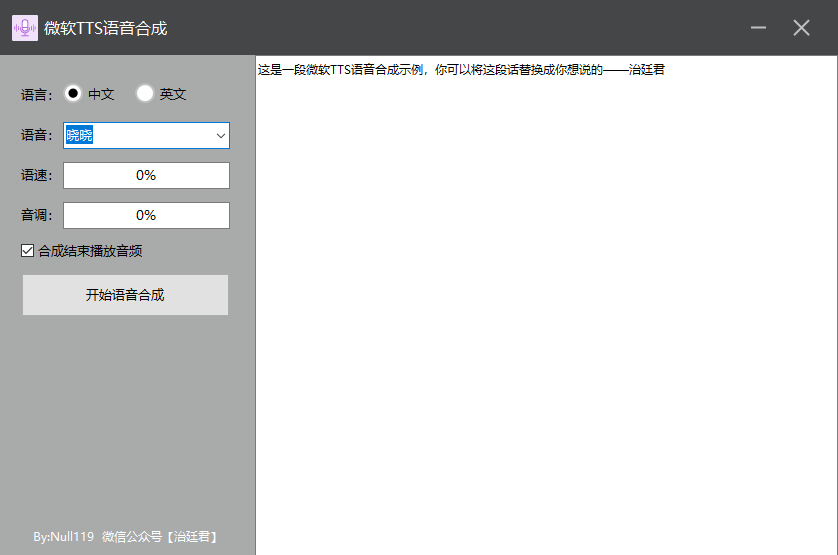 微软TTS语音合成
语言： 中文 英文
语音： 晓晓
语速： 0%
音调： 0%
合成结束播放音频
开始语音合成
By:Null119 微信公众号【治廷君】
这是一段微软TTS语音合成示例，你可以将这段话替换成你想说的——治廷君